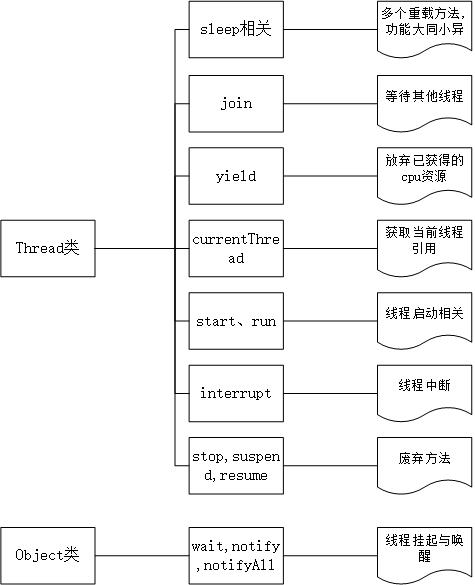 sleep相关
多个重载方法,
功能大同小异
join
等待其他线程
yield
放弃已获得的
cpu资源
Thread类
currentThr
ead
获取当前线程
引用
start、run
线程启动相关
interrupt
线程中断
stop,suspen
d,resume
废弃方法
Object类
wait,notify
,notifyAll
线程挂起与唤
醒